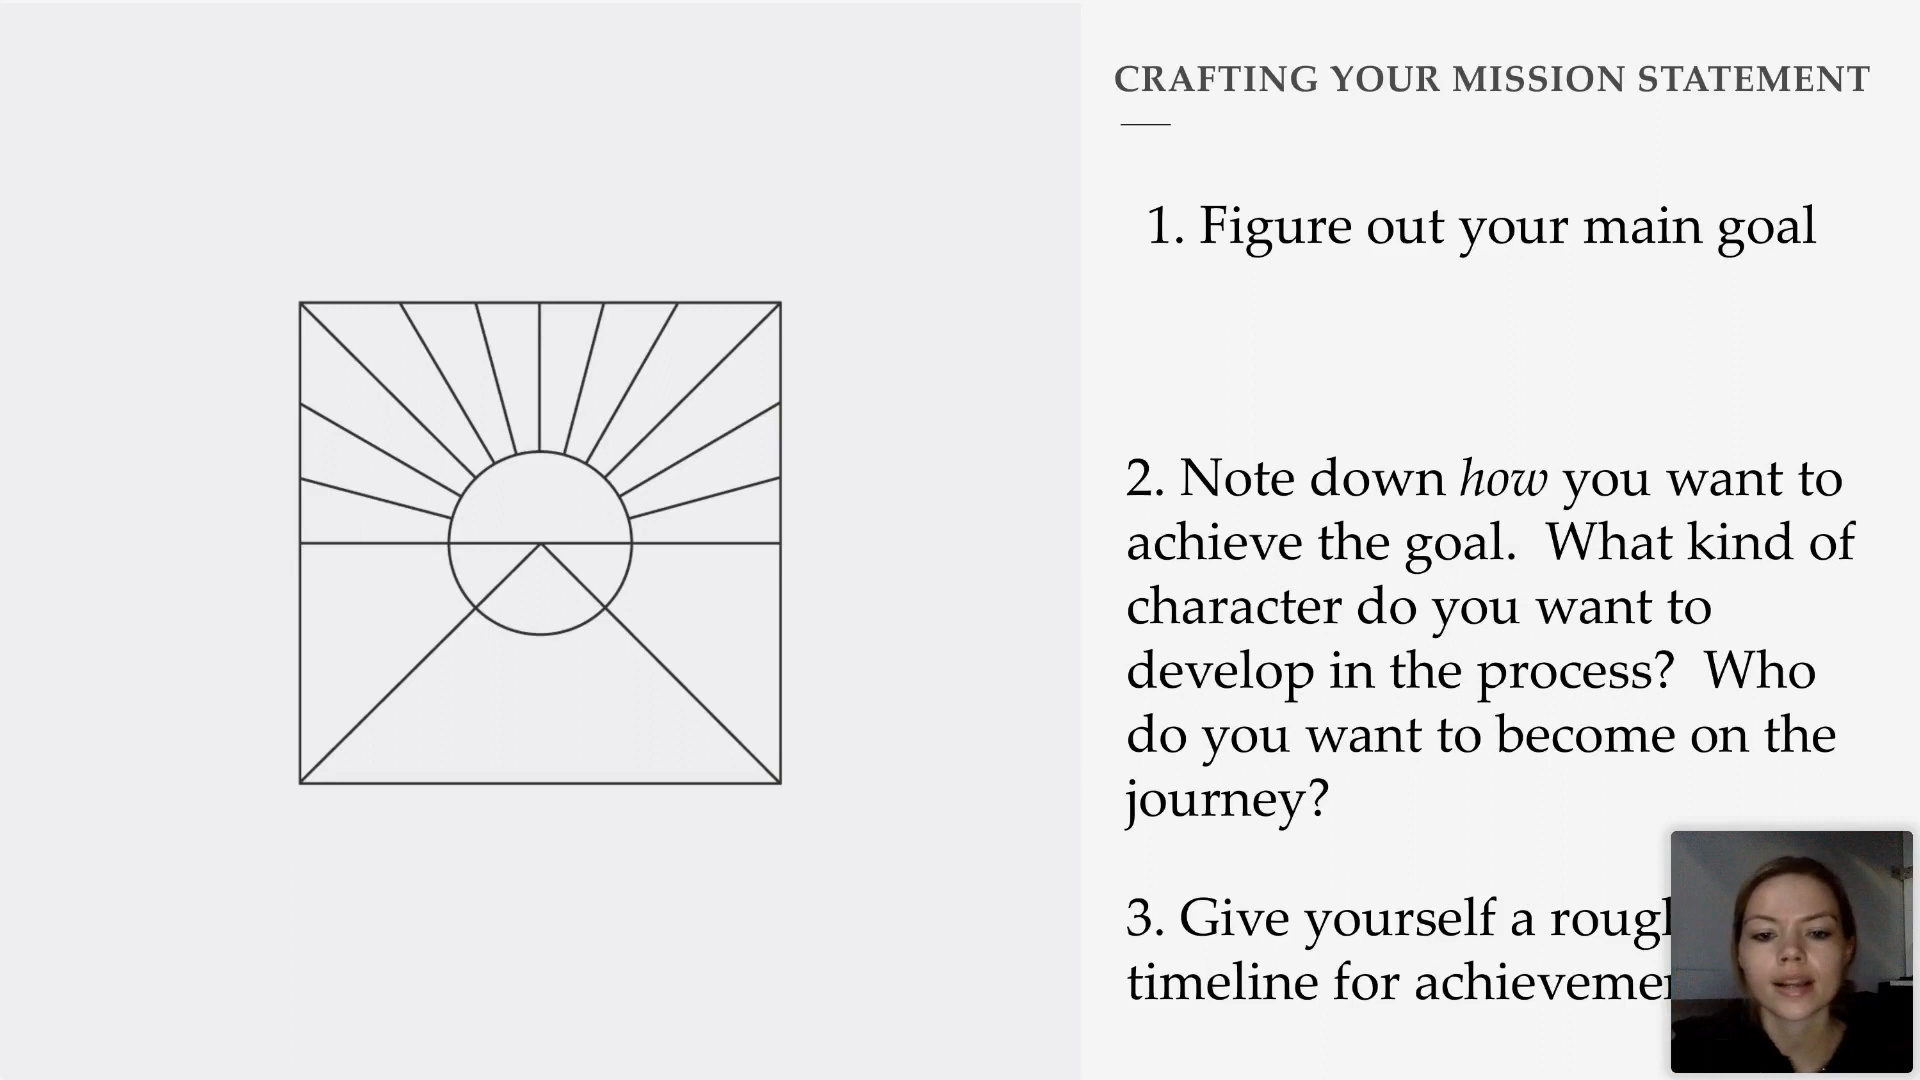 CRAFTING YOUR MISSION STATEMENT
1. Figure out your main goal
2. Note down how you want to
achieve the goal. What kind of
character do you want to
develop in the process? Who
do you want to become on the
journey?
3. Give yourself a rough
timeline for